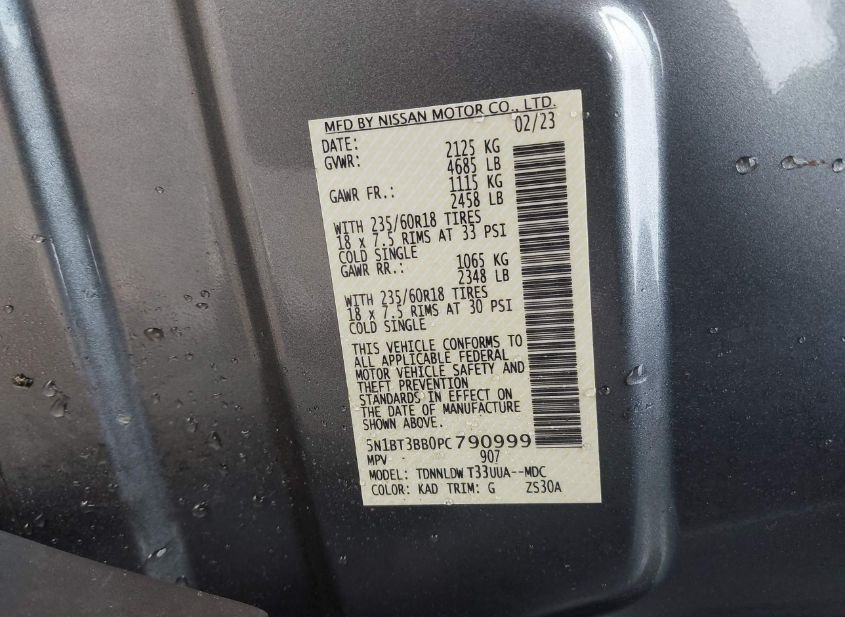 MFD BY NISSAN MOTOR CO., LTD.
DATE: 02/23
GVWR: 2125 KG
4685 LB
GAWR FR.: 1115 KG
2458 LB
WITH 235/60R18 TIRES
18 x 7.5 RIMS AT 33 PSI
COLD SINGLE
GAWR RR.: 1065 KG
2348 LB
WITH 235/60R18 TIRES
18 x 7.5 RIMS AT 30 PSI
COLD SINGLE
THIS VEHICLE CONFORMS TO
ALL APPLICABLE FEDERAL
MOTOR VEHICLE SAFETY AND
THEFT PREVENTION
STANDARDS IN EFFECT ON
THE DATE OF MANUFACTURE
SHOWN ABOVE.
5N1BT3BB0PC790999
MPV 907
MODEL: TDNNLDW T33UUA--MDC
COLOR: KAD TRIM: G ZS30A